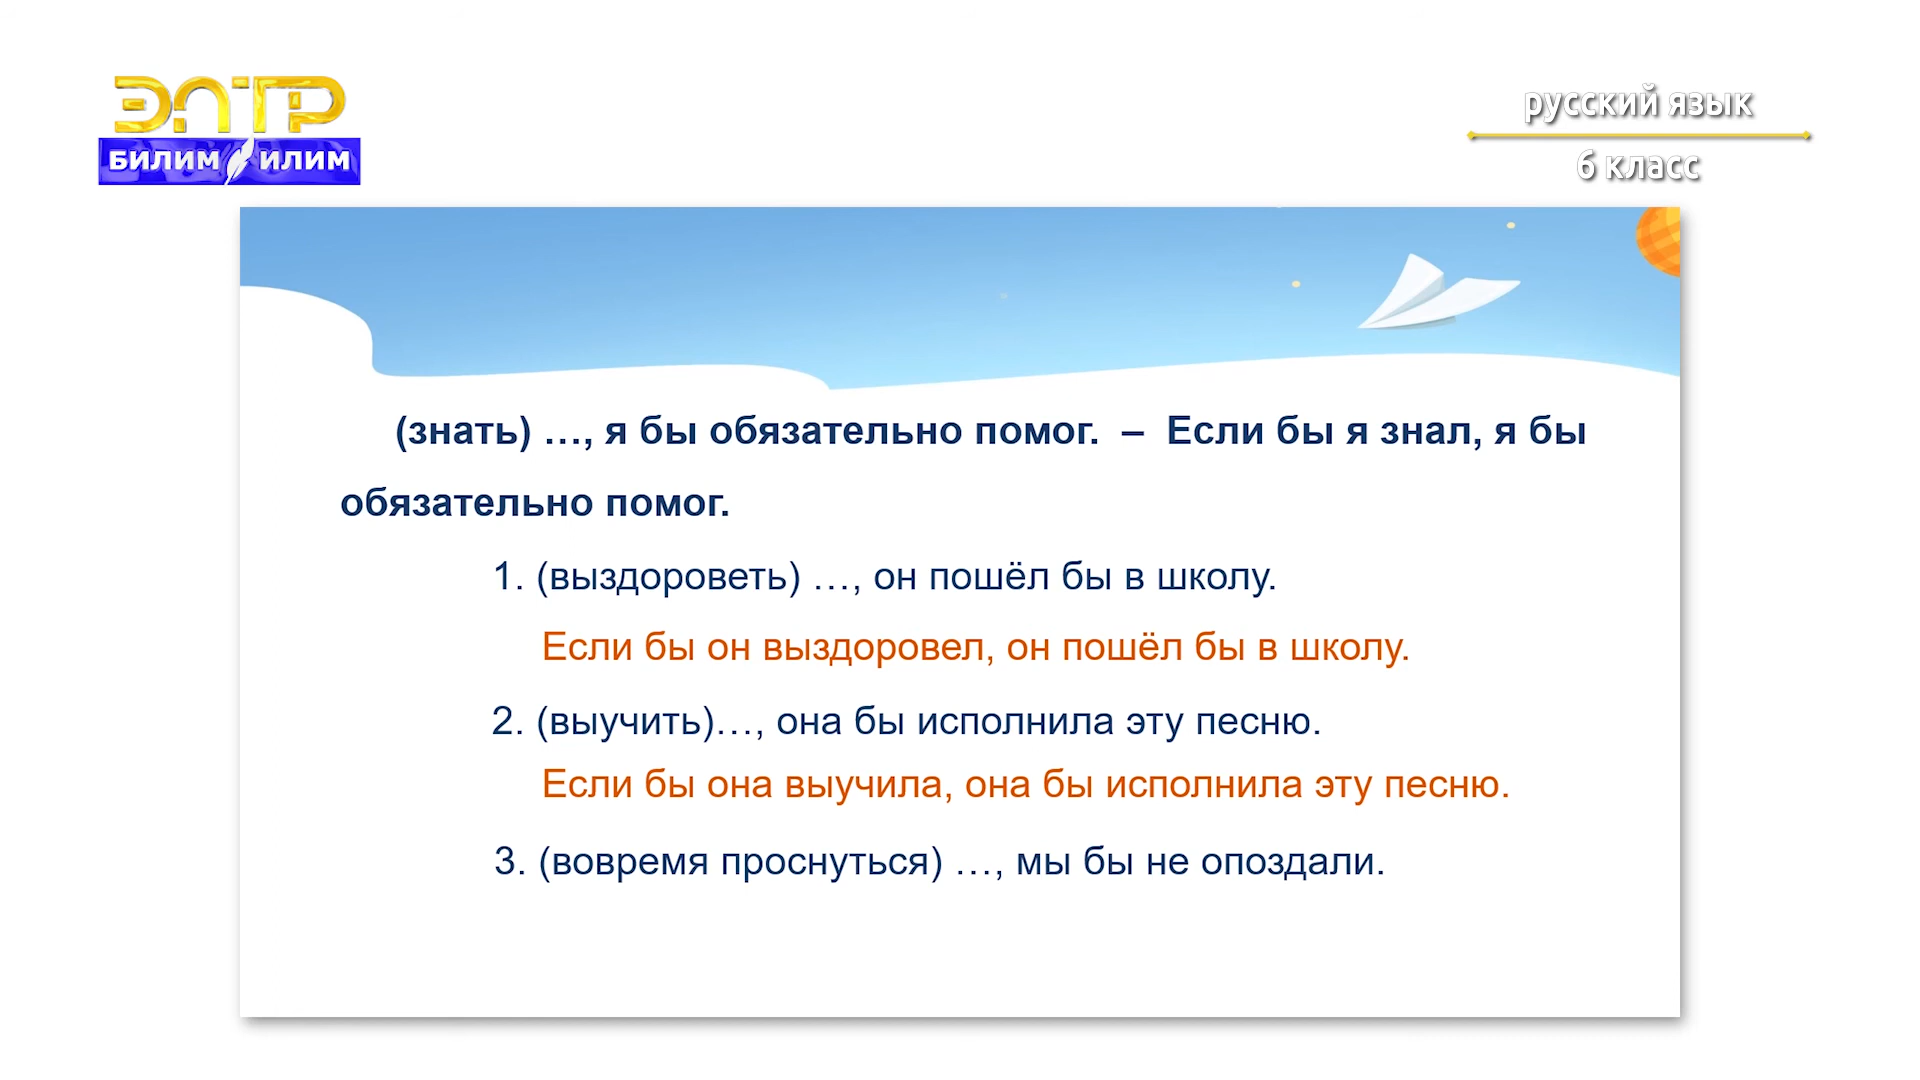 ЭЛТР
БИЛИМ ИЛИМ
русский язык
6 класс
(знать) …, я бы обязательно помог. – Если бы я знал, я бы
обязательно помог.
1. (выздороветь) …, он пошёл бы в школу.
Если бы он выздоровел, он пошёл бы в школу.
2. (выучить)…, она бы исполнила эту песню.
Если бы она выучила, она бы исполнила эту песню.
3. (вовремя проснуться) …, мы бы не опоздали.